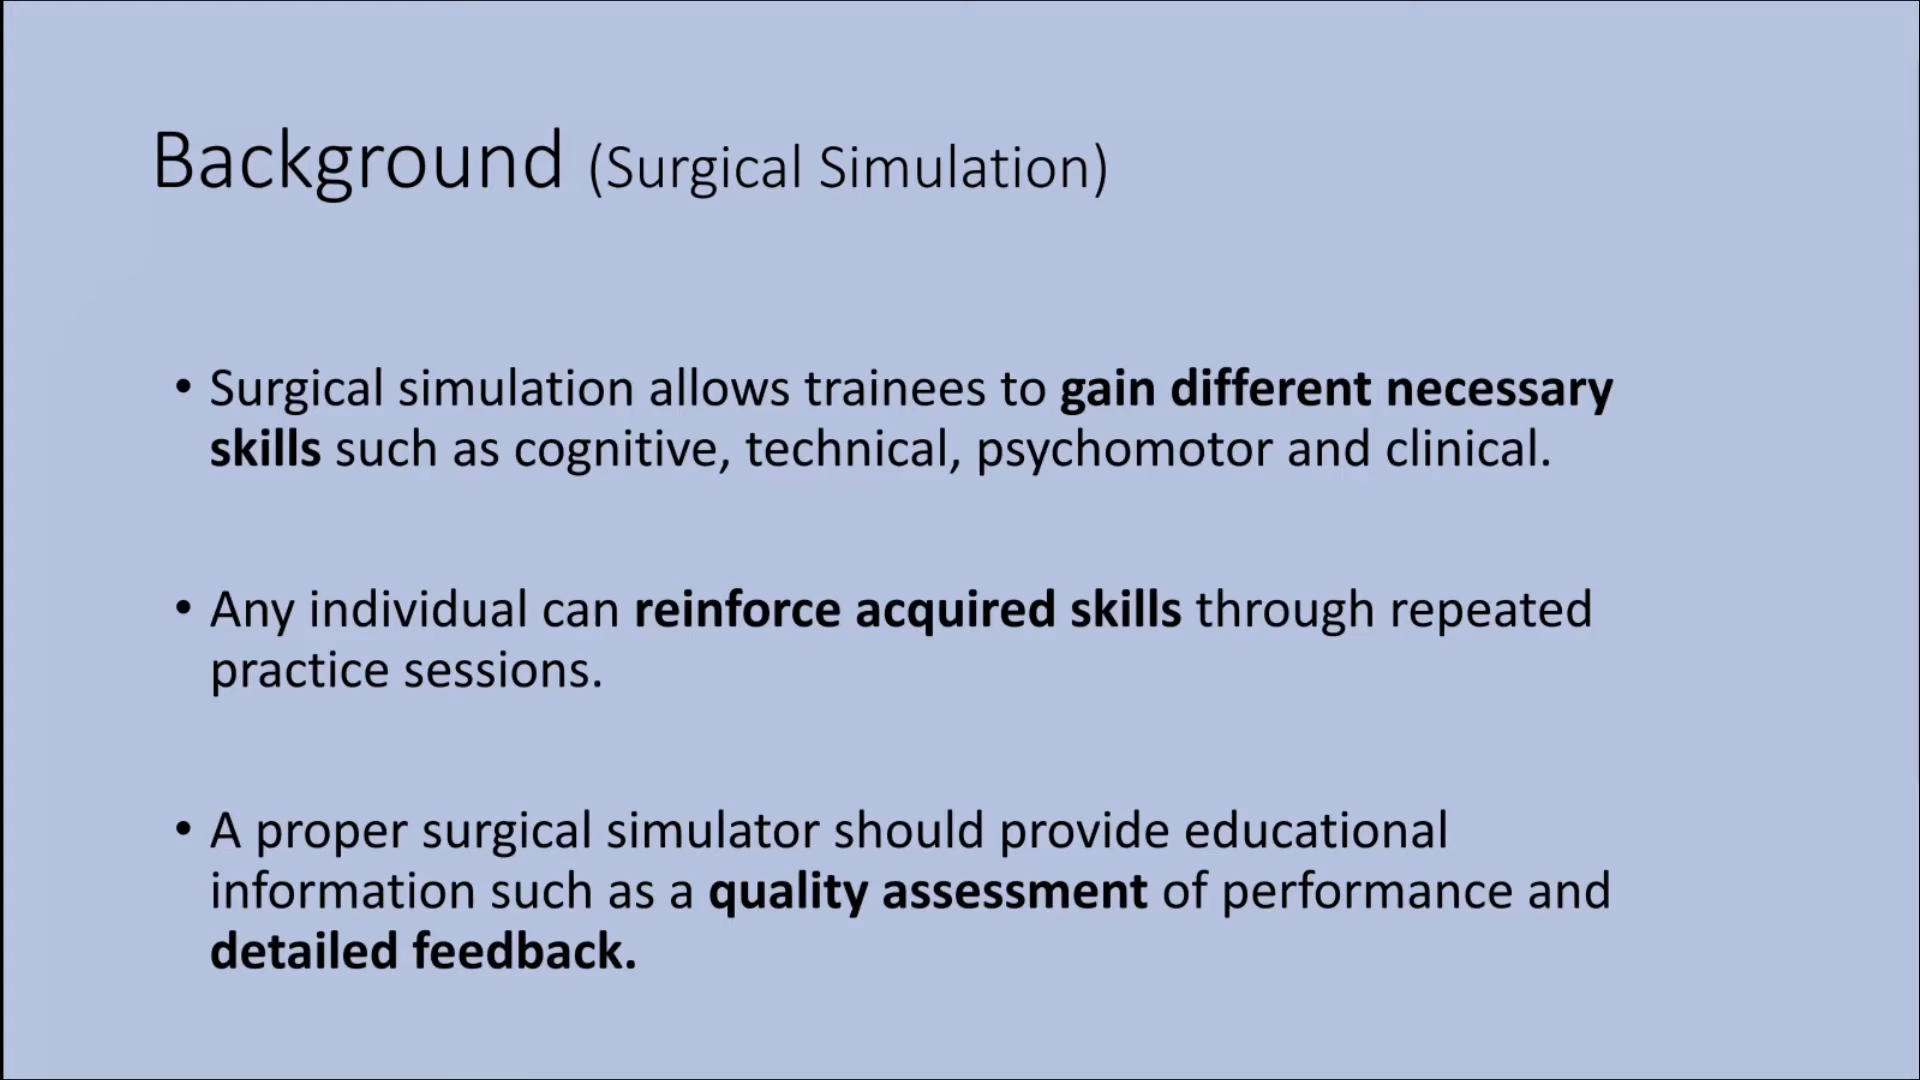 Background (Surgical Simulation)
• Surgical simulation allows trainees to gain different necessary
skills such as cognitive, technical, psychomotor and clinical.
• Any individual can reinforce acquired skills through repeated
practice sessions.
• A proper surgical simulator should provide educational
information such as a quality assessment of performance and
detailed feedback.